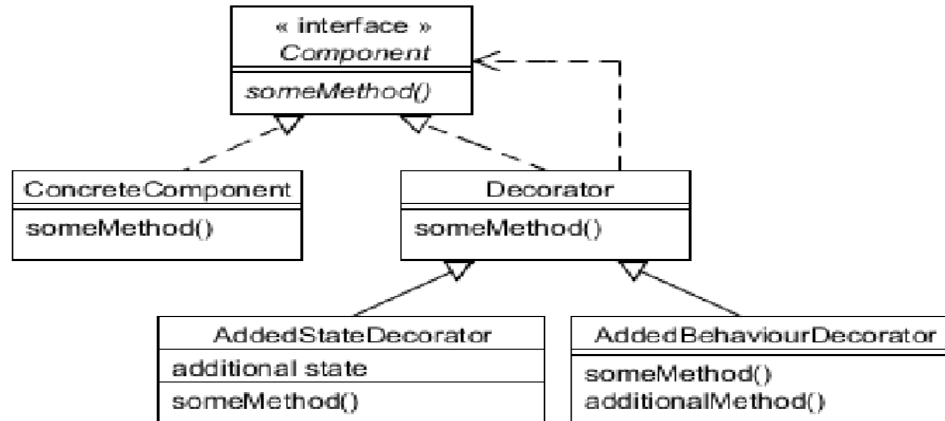 « interface »
Component
someMethod()
ConcreteComponent
someMethod()
Decorator
someMethod()
AddedStateDecorator
additional state
someMethod()
AddedBehaviourDecorator
someMethod()
additionalMethod()